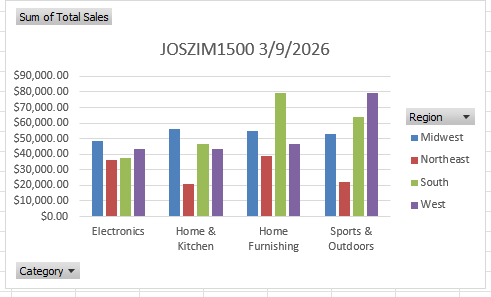 Sum of Total Sales
JOSZIM1500 3/9/2026
$90,000.00
$80,000.00
$70,000.00
$60,000.00
$50,000.00
$40,000.00
$30,000.00
$20,000.00
$10,000.00
$0.00
Electronics
Home &
Kitchen
Home
Furnishing
Sports &
Outdoors
Region
Midwest
Northeast
South
West
Category